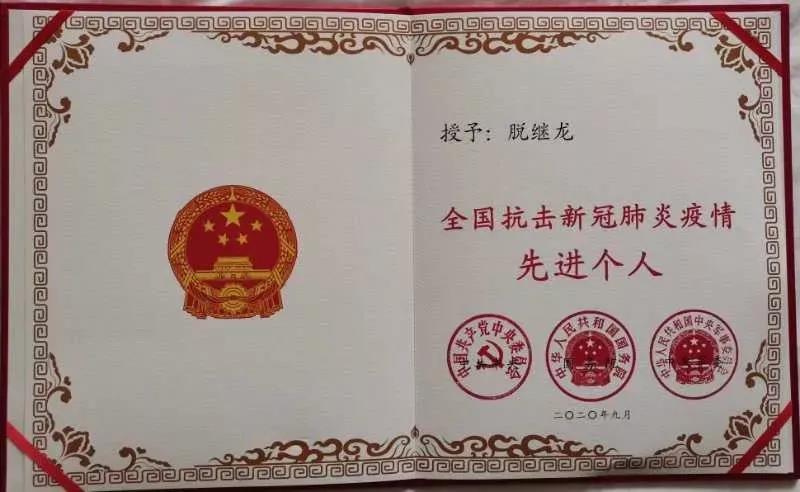 授予：脱继龙
全国抗击新冠肺炎疫情
先进个人
中国共产党中央委员会
中华人民共和国国务院
中华人民共和国中央军事委员会
二〇二〇年九月